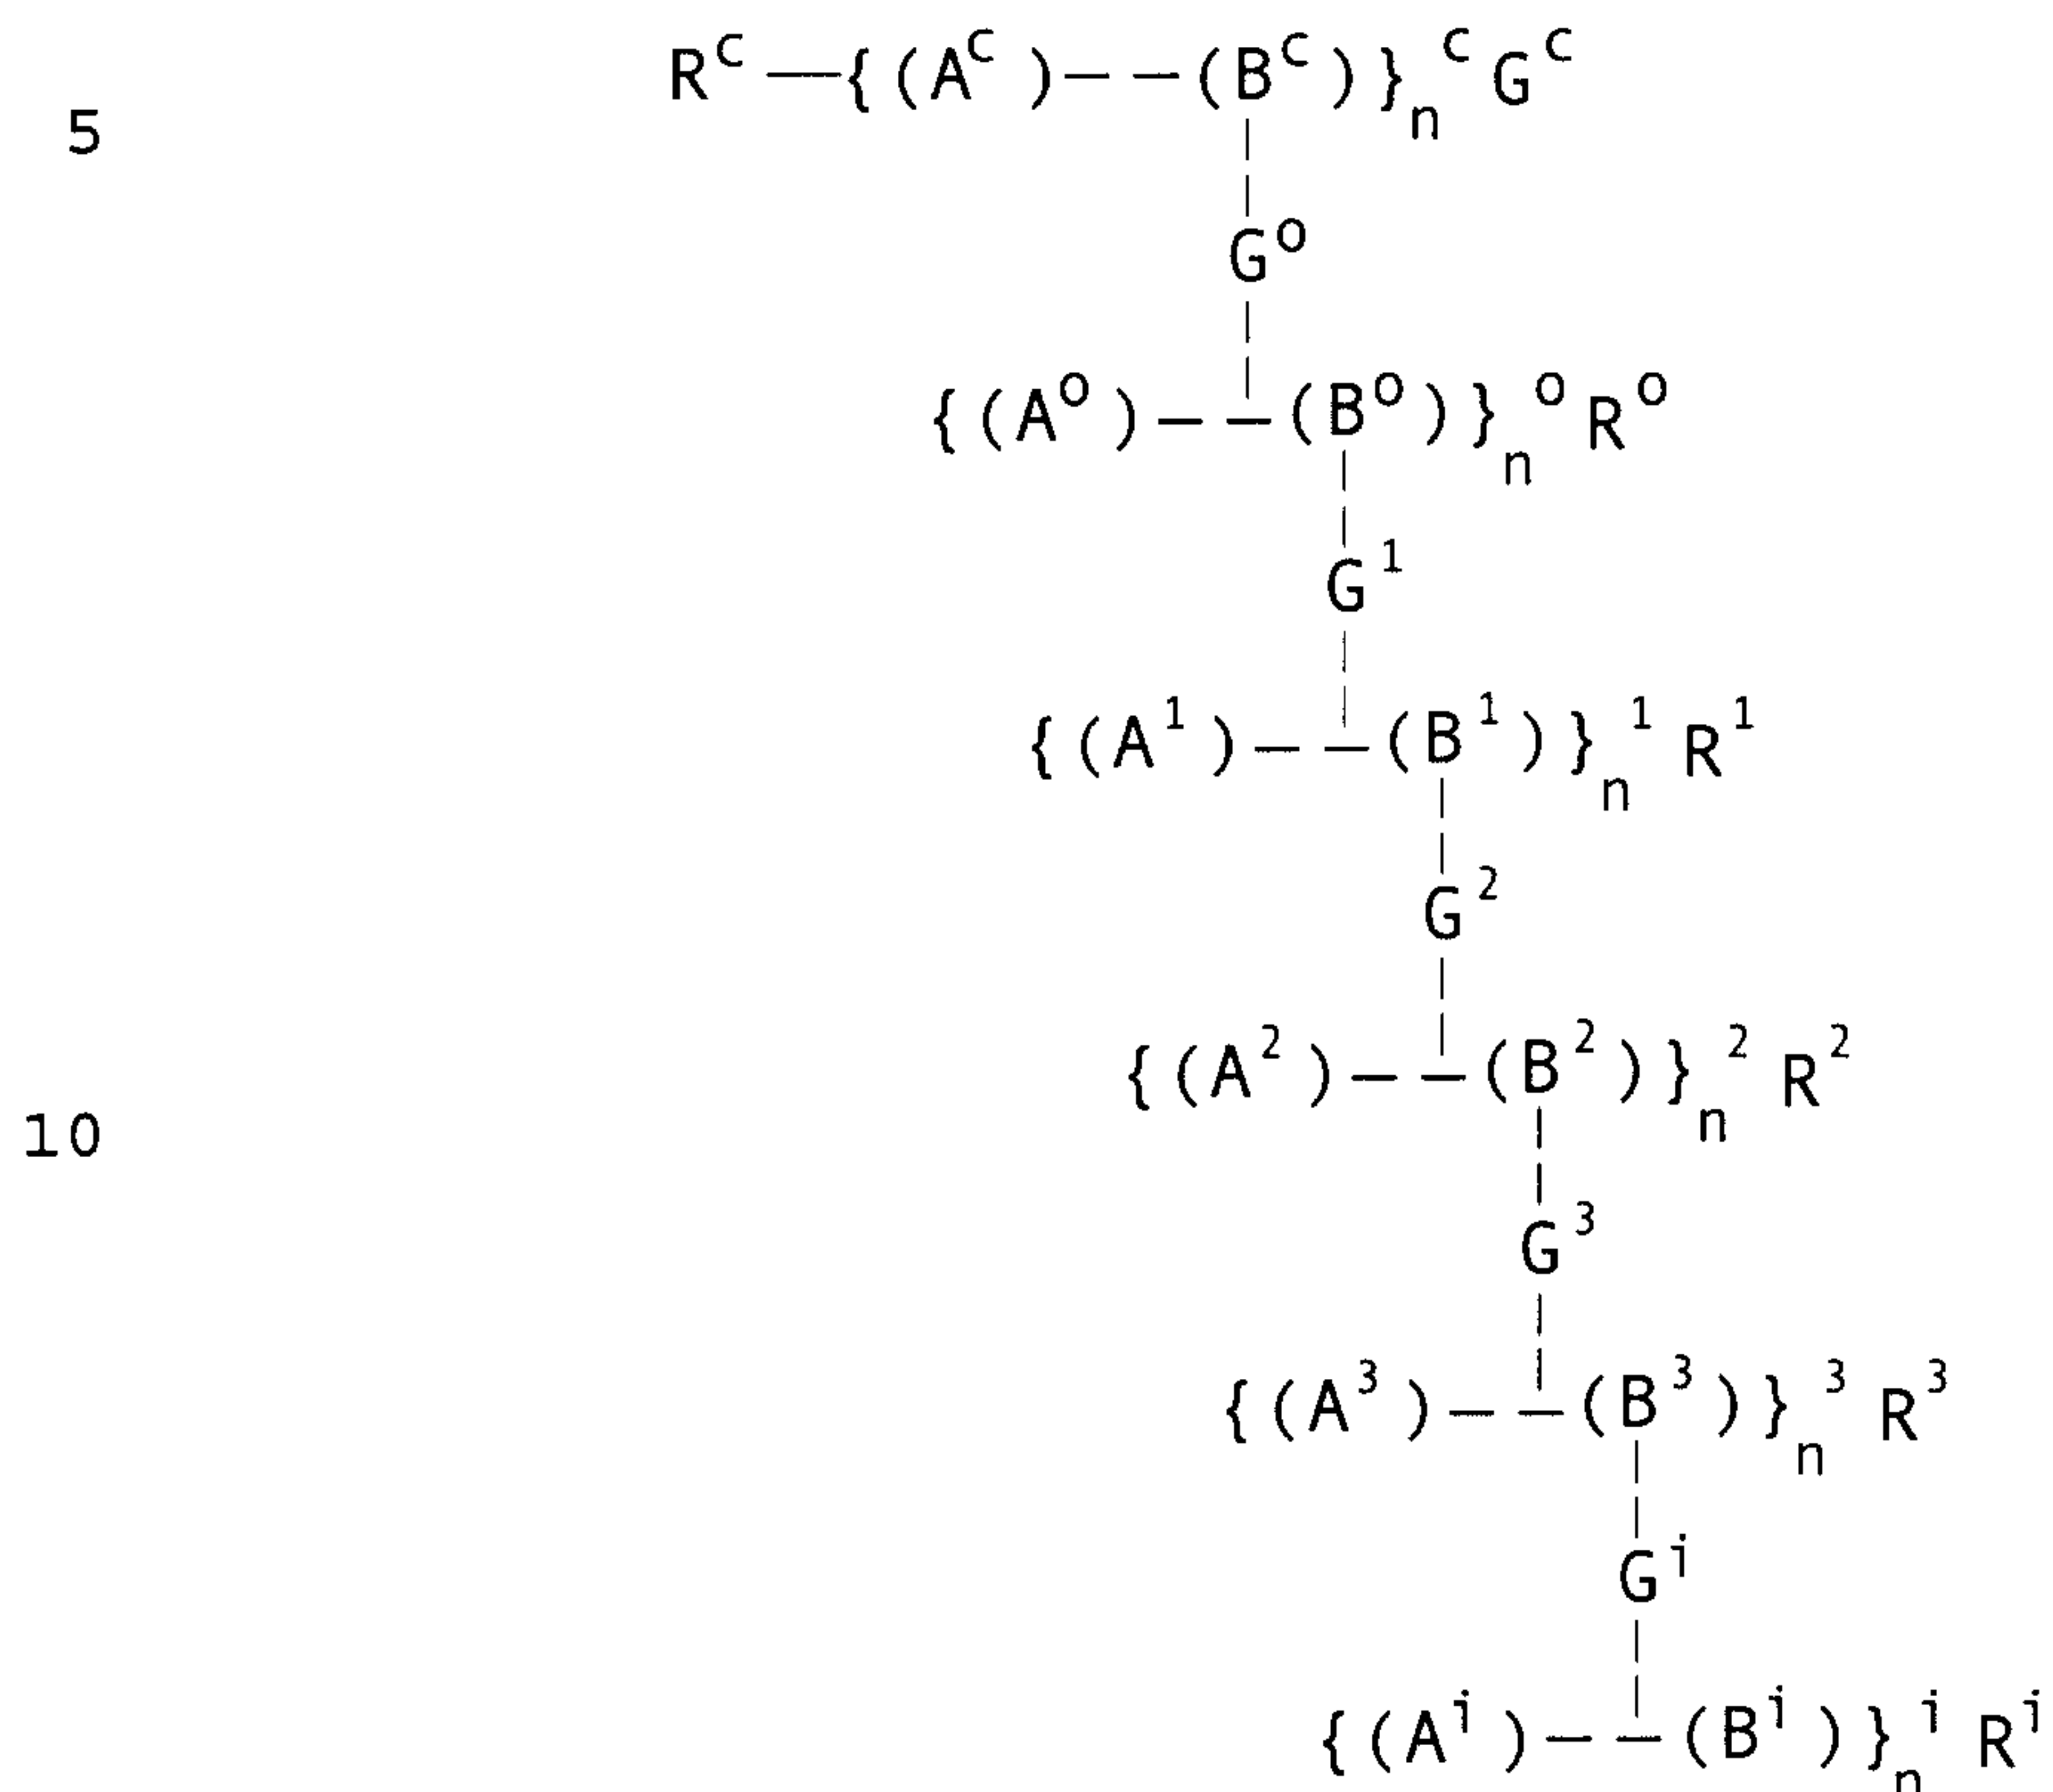 R^C —{(A^C)— —(B^C)}_n^C G^C
5
G^O
{(A^O)— —(B^O)}_n^O R^O
G^1
{(A^1)— —(B^1)}_n^1 R^1
G^2
{(A^2)— —(B^2)}_n^2 R^2
10
G^3
{(A^3)— —(B^3)}_n^3 R^3
G^i
{(A^i)— —(B^i)}_n^i R^i